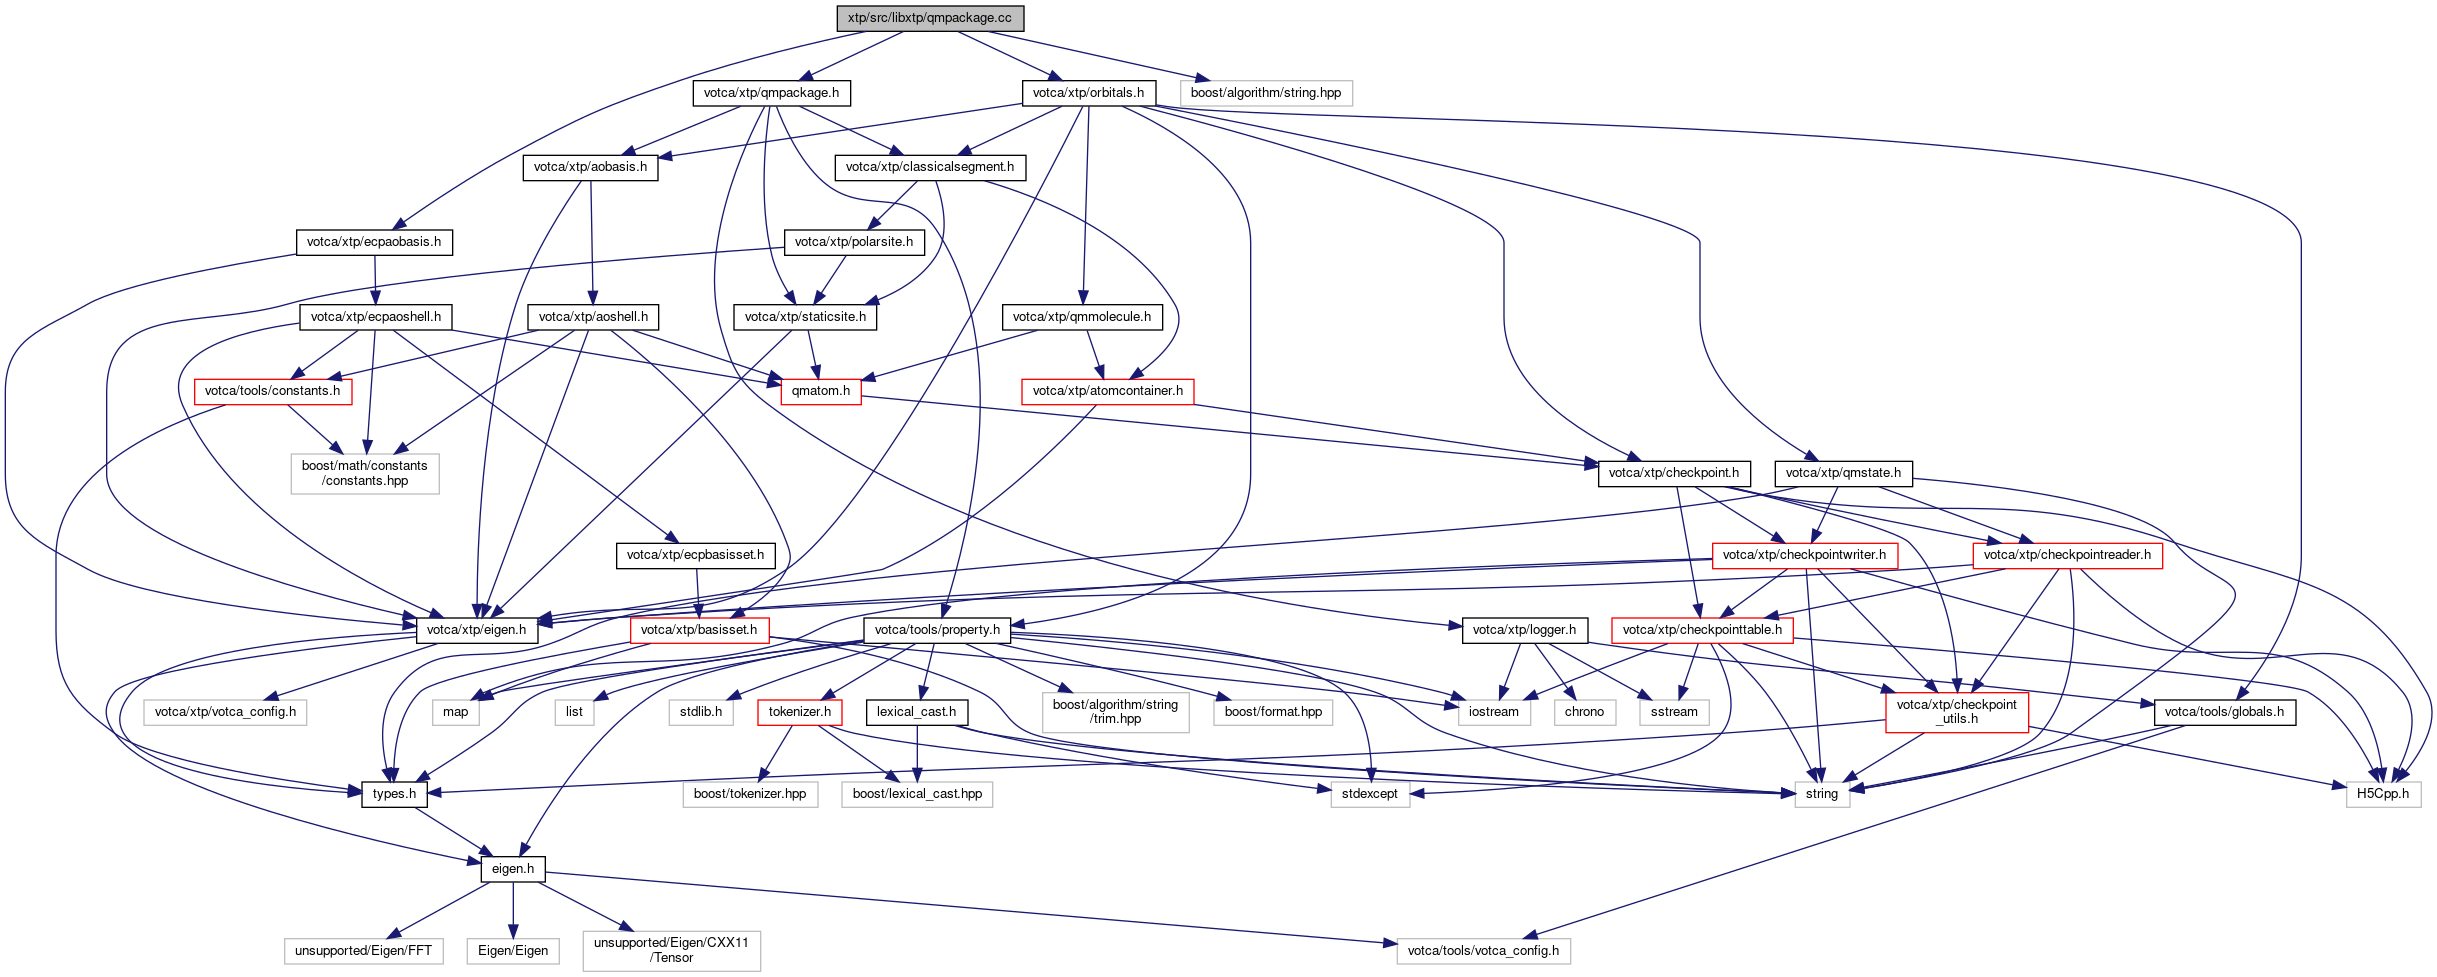 xtp/src/libxtp/qmpackage.cc
votca/xtp/qmpackage.h
votca/xtp/orbitals.h
boost/algorithm/string.hpp
votca/xtp/aobasis.h
votca/xtp/classicalsegment.h
votca/xtp/ecpaobasis.h
votca/xtp/polarsite.h
votca/xtp/ecpaoshell.h
votca/xtp/aoshell.h
votca/xtp/staticsite.h
votca/xtp/qmmolecule.h
votca/tools/constants.h
qmatom.h
votca/xtp/atomcontainer.h
boost/math/constants
/constants.hpp
votca/xtp/checkpoint.h
votca/xtp/qmstate.h
votca/xtp/ecpbasisset.h
votca/xtp/checkpointwriter.h
votca/xtp/checkpointreader.h
votca/xtp/eigen.h
votca/xtp/basisset.h
votca/tools/property.h
votca/xtp/logger.h
votca/xtp/checkpointtable.h
votca/xtp/votca_config.h
map
list
stdlib.h
tokenizer.h
lexical_cast.h
boost/algorithm/string
/trim.hpp
boost/format.hpp
iostream
chrono
sstream
votca/xtp/checkpoint
_utils.h
votca/tools/globals.h
types.h
boost/tokenizer.hpp
boost/lexical_cast.hpp
stdexcept
string
H5Cpp.h
eigen.h
unsupported/Eigen/FFT
Eigen/Eigen
unsupported/Eigen/CXX11
/Tensor
votca/tools/votca_config.h